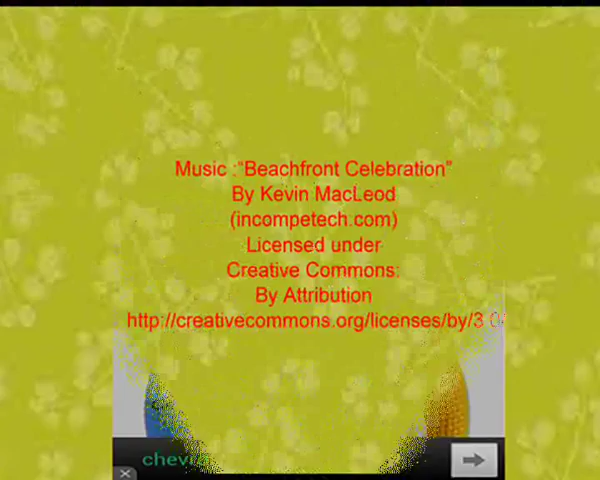 Music :"Beachfront Celebration"
By Kevin MacLeod
(incompetech.com)
Licensed under
Creative Commons:
By Attribution
http://creativecommons.org/licenses/by/3.0/